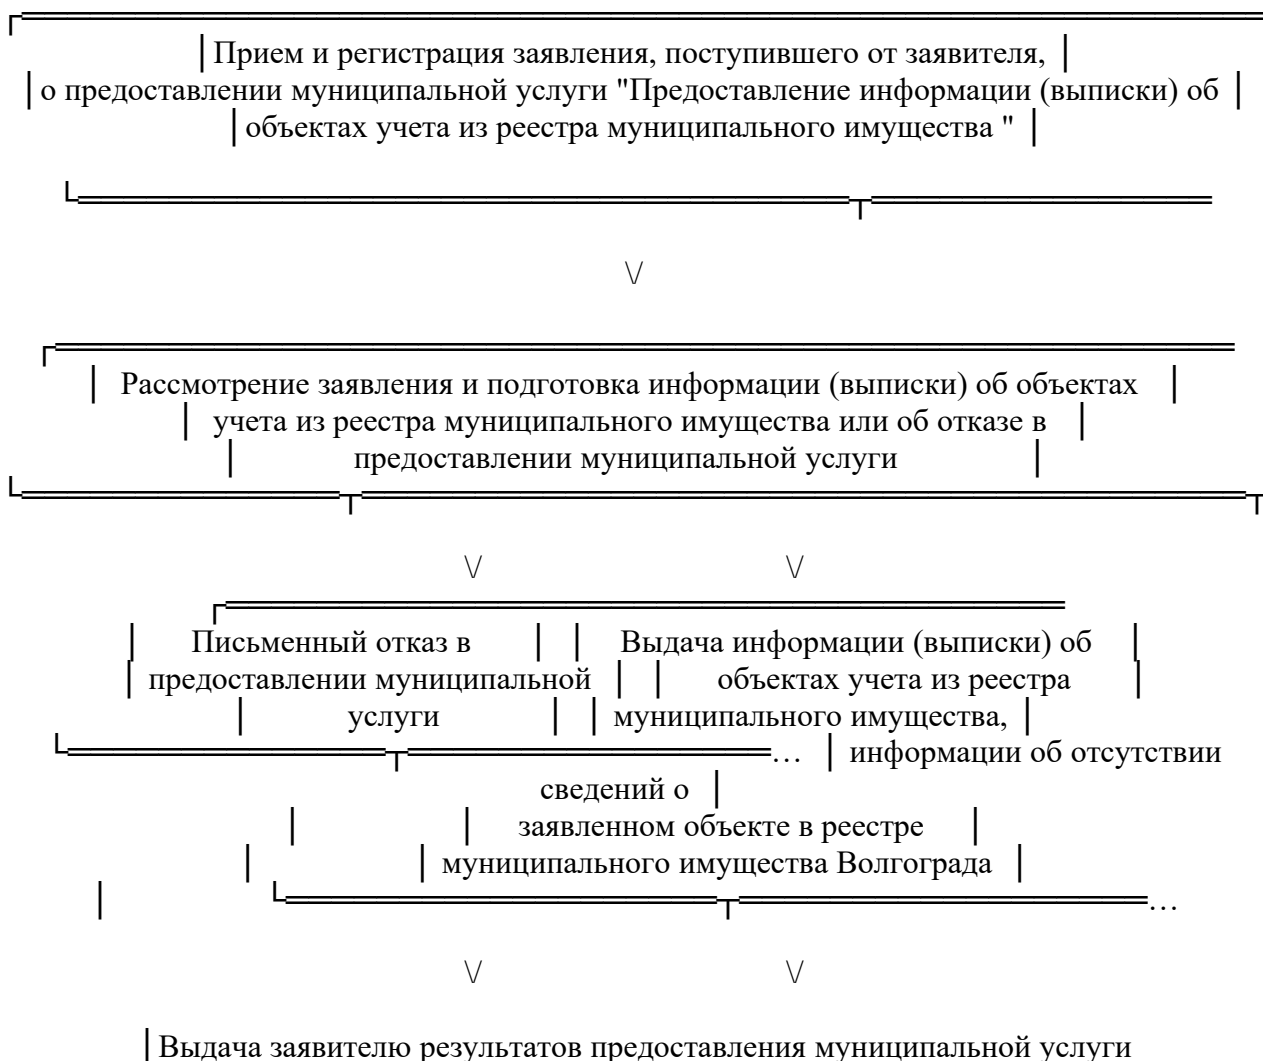 Прием и регистрация заявления, поступившего от заявителя,
о предоставлении муниципальной услуги "Предоставление информации (выписки) об
объектах учета из реестра муниципального имущества "
\/
Рассмотрение заявления и подготовка информации (выписки) об объектах
учета из реестра муниципального имущества или об отказе в
предоставлении муниципальной услуги
\/ \/
Письменный отказ в | | Выдача информации (выписки) об
предоставлении муниципальной | | объектах учета из реестра
услуги | | муниципального имущества,
… | информации об отсутствии
сведений о
заявленном объекте в реестре
муниципального имущества Волгограда
…
\/ \/
Выдача заявителю результатов предоставления муниципальной услуги